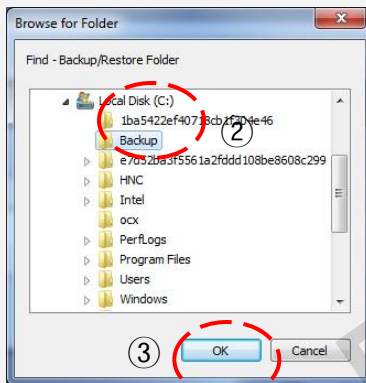 Browse for Folder
Find - Backup/Restore Folder
Local Disk (C:)
1ba5422ef40713cb1f304e46
②
Backup
e7d52ba3f5561a2fddd108be8608c299
HNC
Intel
ocx
PerfLogs
Program Files
Users
Windows
③
OK
Cancel